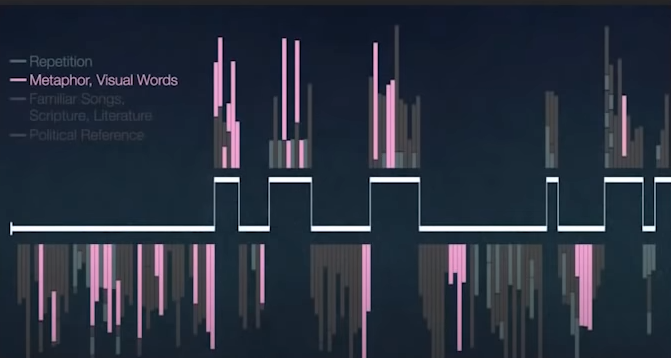 Repetition
Metaphor, Visual Words
Familiar Songs,
Scripture, Literature
Political Reference